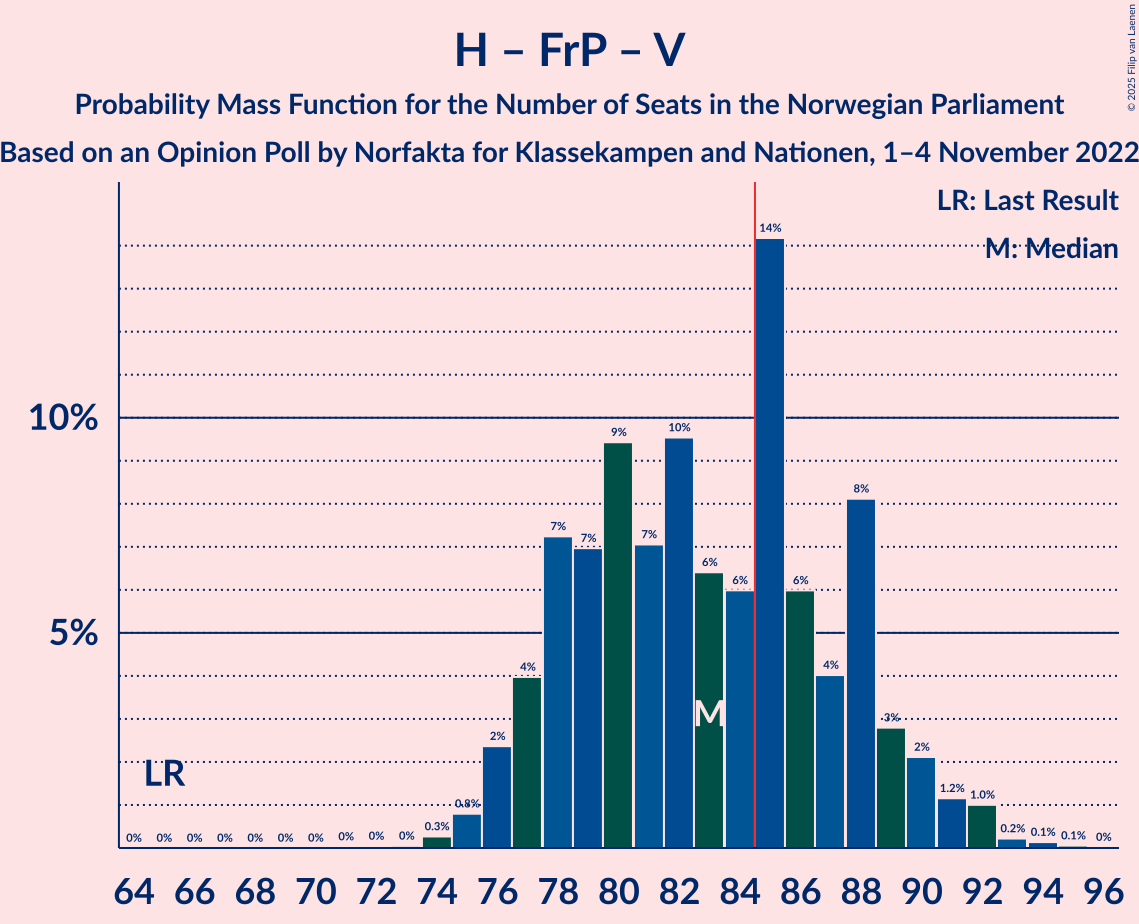 H – FrP – V
Probability Mass Function for the Number of Seats in the Norwegian Parliament
Based on an Opinion Poll by Norfakta for Klassekampen and Nationen, 1–4 November 2022
© 2025 Filip van Laenen
LR: Last Result
M: Median
10%
5%
LR
M
0% 0% 0% 0% 0% 0% 0% 0% 0% 0% 0.3% 0.8% 2% 4% 7% 7% 9% 7% 10% 6% 6% 14% 6% 4% 8% 3% 2% 1.2% 1.0% 0.2% 0.1% 0.1% 0%
64 66 68 70 72 74 76 78 80 82 84 86 88 90 92 94 96